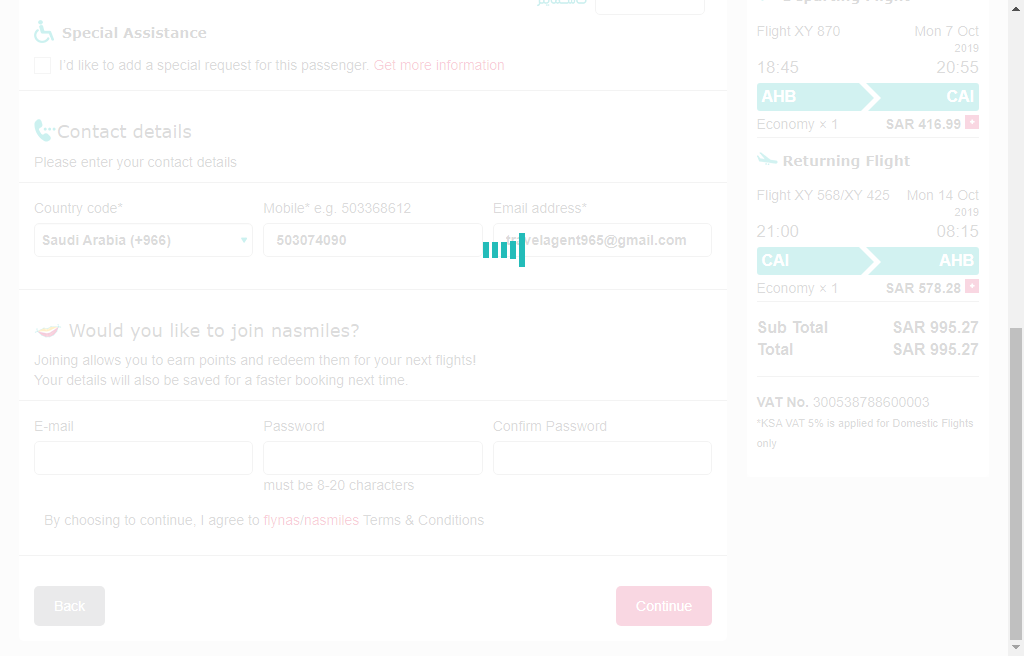 Special Assistance
I'd like to add a special request for this passenger. Get more information
Contact details
Please enter your contact details
Country code*
Mobile* e.g. 503368612
Email address*
Saudi Arabia (+966)
503074090
travelagent965@gmail.com
Would you like to join nasmiles?
Joining allows you to earn points and redeem them for your next flights!
Your details will also be saved for a faster booking next time.
E-mail
Password
Confirm Password
must be 8-20 characters
By choosing to continue, I agree to flynas/nasmiles Terms & Conditions
Back
Continue
Departing Flight
Flight XY 870 Mon 7 Oct
2019
18:45 20:55
AHB CAI
Economy × 1 SAR 416.99 +
Returning Flight
Flight XY 568/XY 425 Mon 14 Oct
2019
21:00 08:15
CAI AHB
Economy × 1 SAR 578.28 +
Sub Total SAR 995.27
Total SAR 995.27
VAT No. 300538788600003
*KSA VAT 5% is applied for Domestic Flights
only